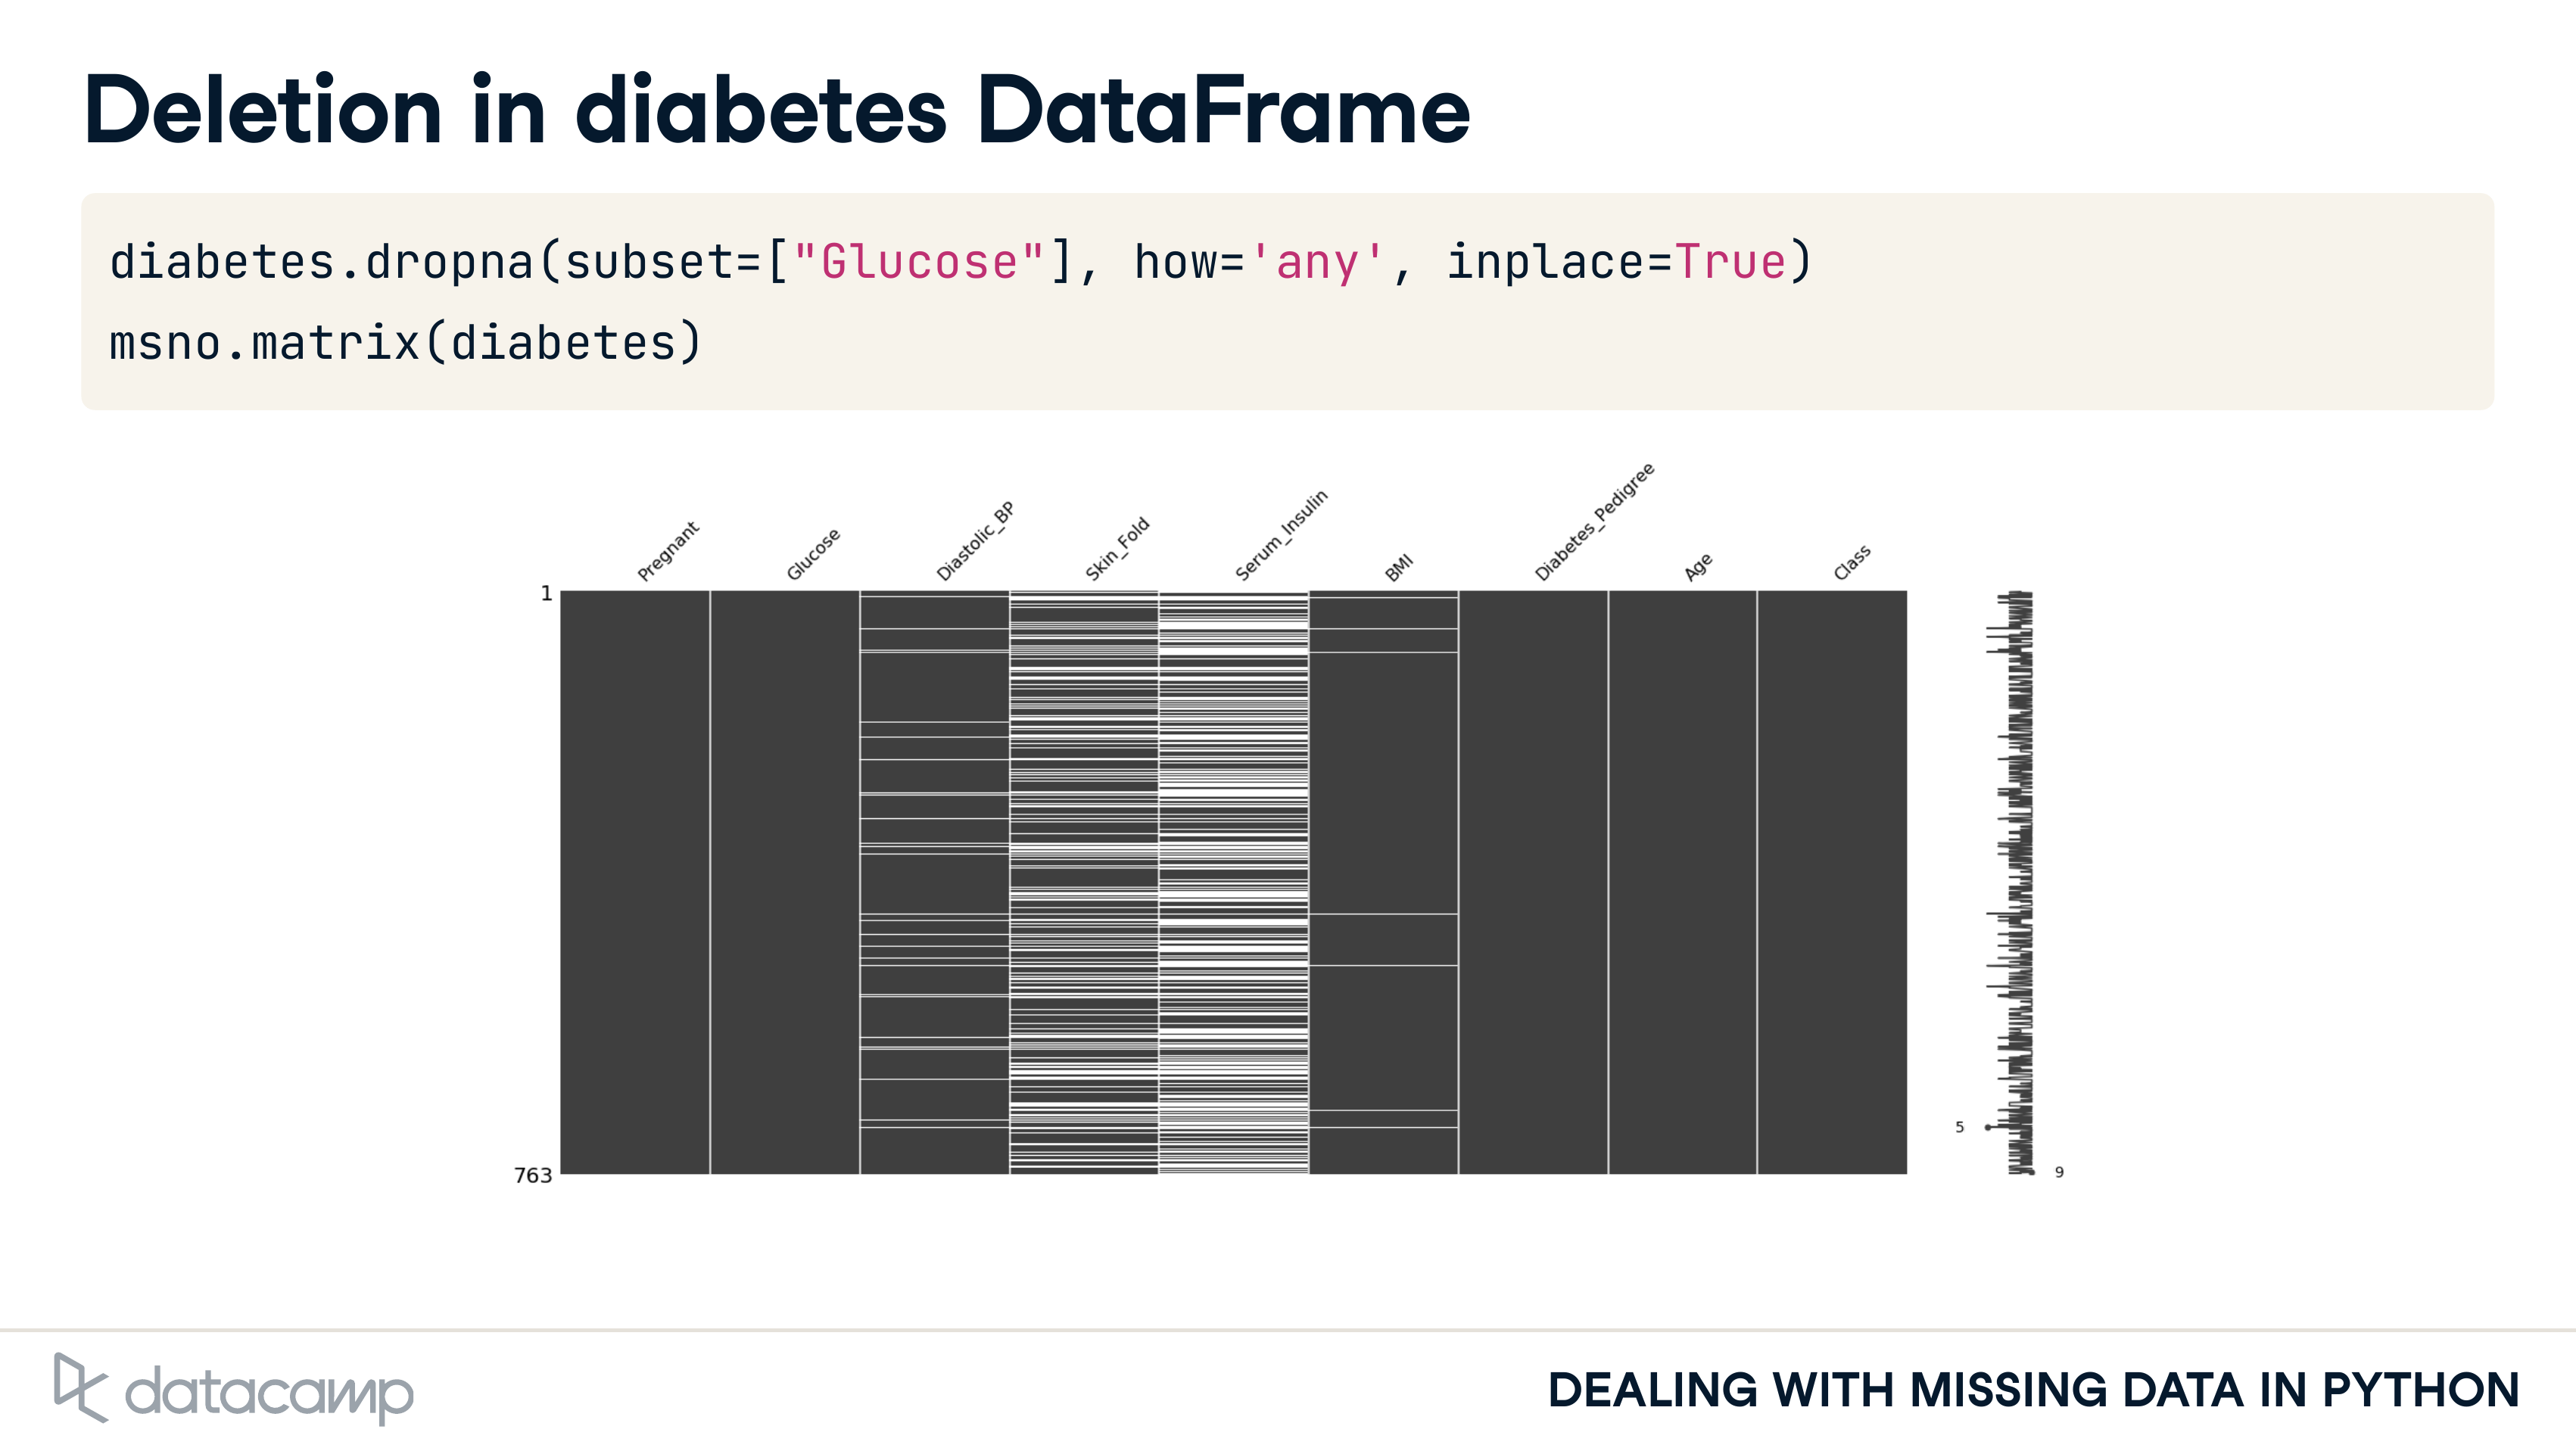 Deletion in diabetes DataFrame
diabetes.dropna(subset=["Glucose"], how='any', inplace=True)
msno.matrix(diabetes)
Pregnant
Glucose
Diastolic_BP
Skin_Fold
Serum_Insulin
BMI
Diabetes_Pedigree
Age
Class
1
763
5
9
datacamp
DEALING WITH MISSING DATA IN PYTHON